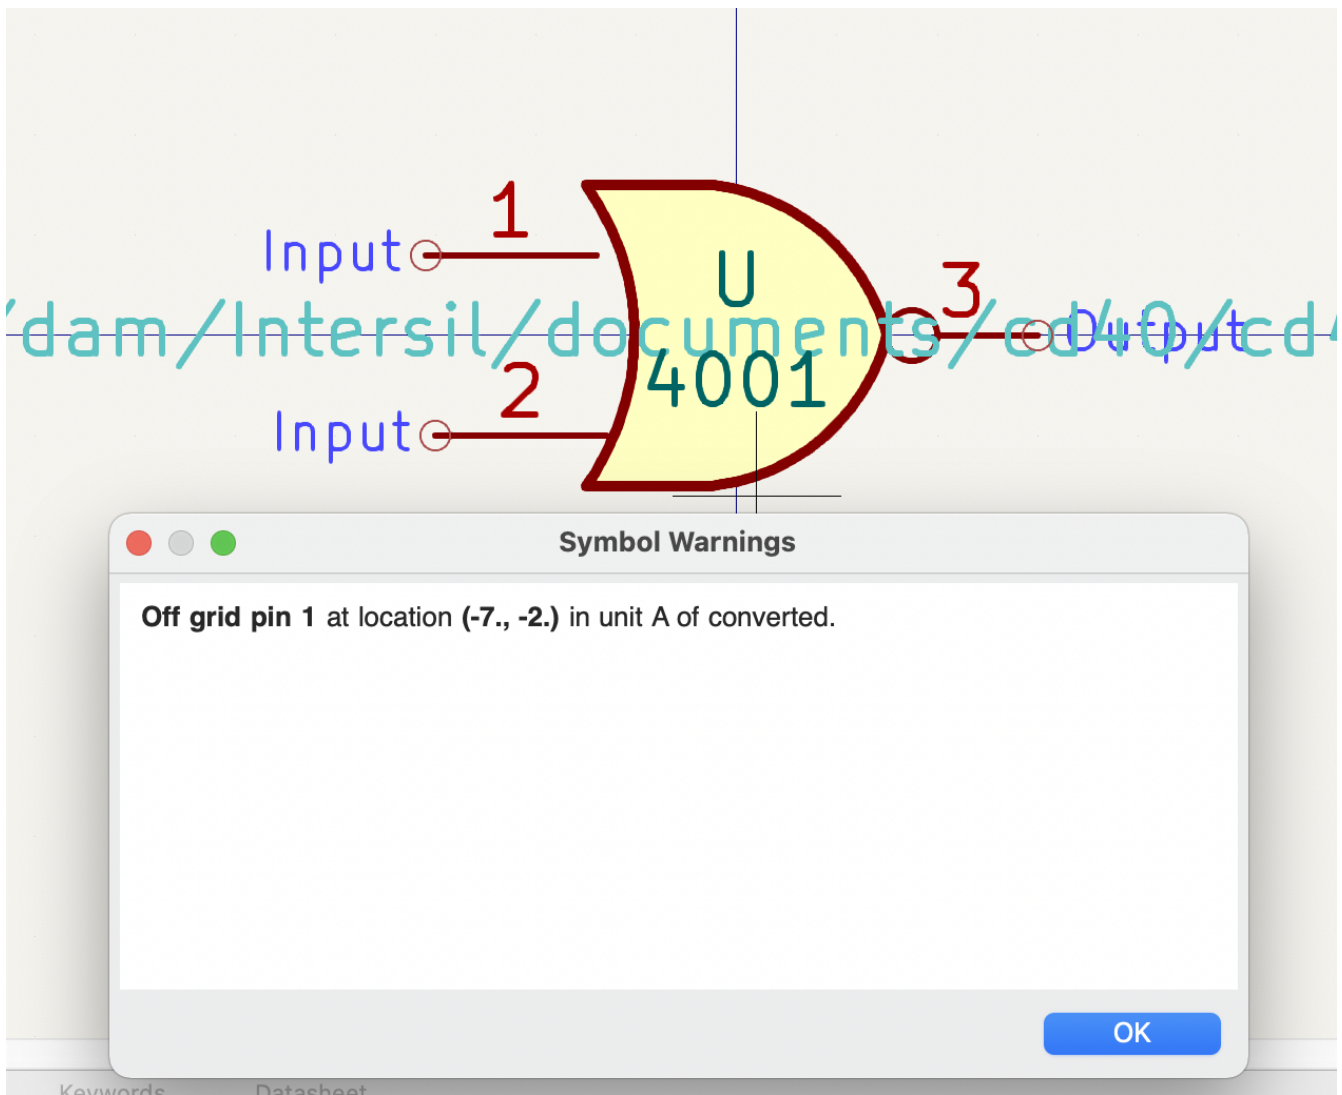 1
Input
U
3
/dam/Intersil/documents/cd40/cd4
Output
2
4001
Input
Symbol Warnings
Off grid pin 1 at location (-7., -2.) in unit A of converted.
OK
Keywords Datasheet